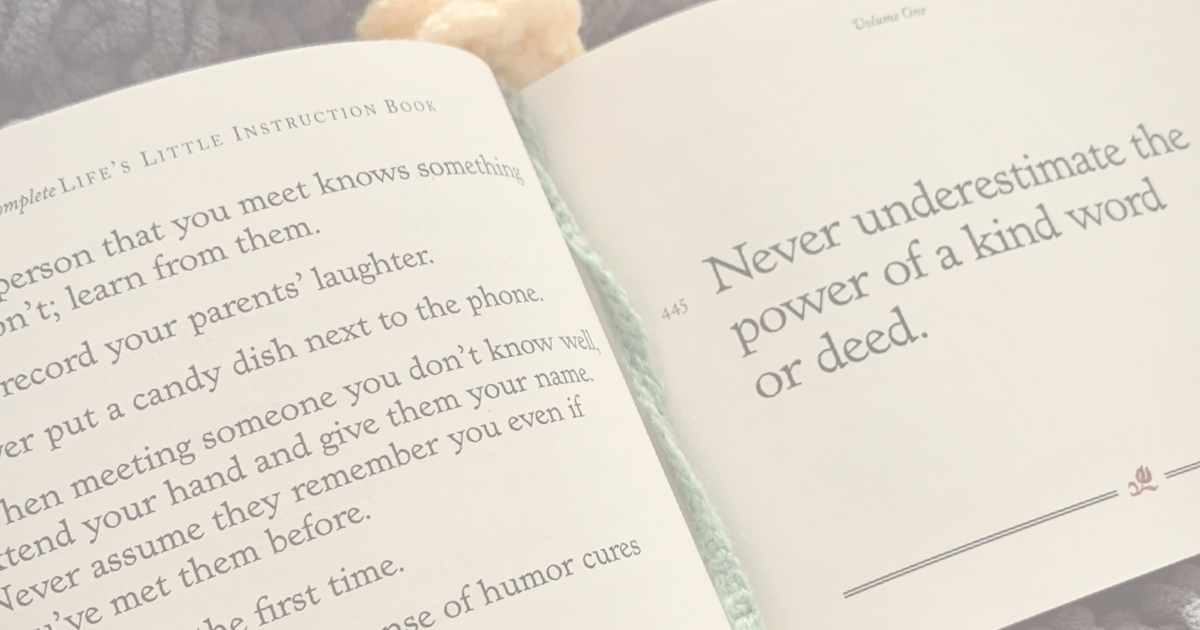 omplete LIFE'S LITTLE INSTRUCTION BOOK
person that you meet knows something
on't; learn from them.
record your parents' laughter.
er put a candy dish next to the phone.
hen meeting someone you don't know well,
tend your hand and give them your name.
Never assume they remember you even if
u've met them before.
the first time.
nse of humor cures
Volume One
445
Never underestimate the
power of a kind word
or deed.